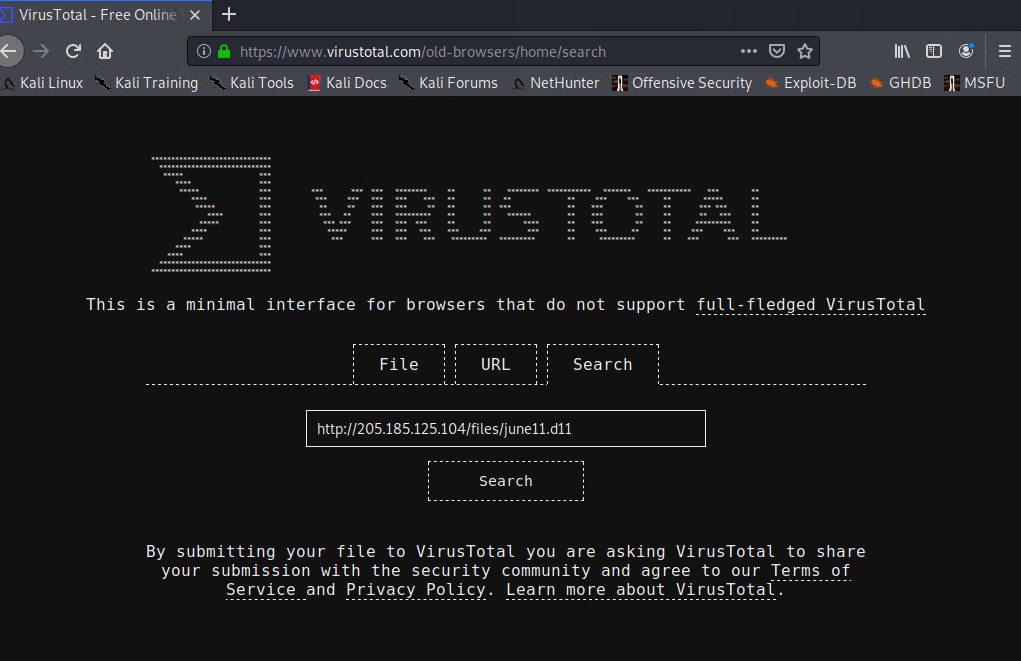 VirusTotal - Free Online
https://www.virustotal.com/old-browsers/home/search
Kali Linux Kali Training Kali Tools Kali Docs Kali Forums NetHunter Offensive Security Exploit-DB GHDB MSFU
VIRUSTOTAL
This is a minimal interface for browsers that do not support full-fledged VirusTotal
File URL Search
http://205.185.125.104/files/june11.d11
Search
By submitting your file to VirusTotal you are asking VirusTotal to share
your submission with the security community and agree to our Terms of
Service and Privacy Policy. Learn more about VirusTotal.